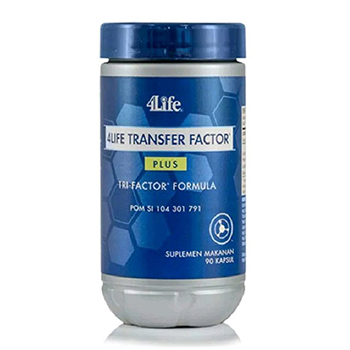 4Life
4LIFE TRANSFER FACTOR®
PLUS
TRI-FACTOR® FORMULA
POM SI 104 301 791
SUPLEMEN MAKANAN
90 KAPSUL